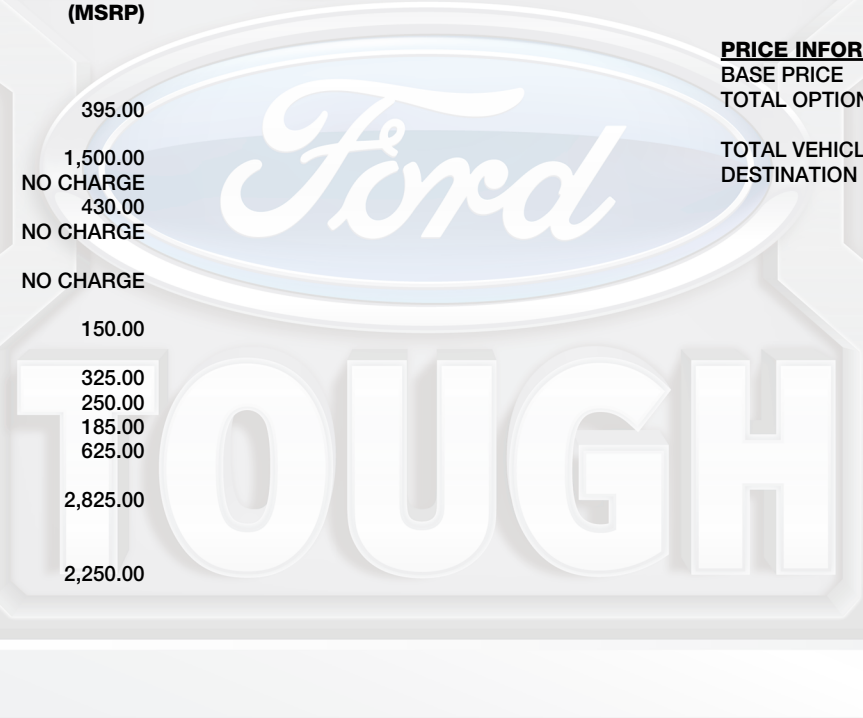 (MSRP)
395.00
1,500.00
NO CHARGE
430.00
NO CHARGE
NO CHARGE
150.00
325.00
250.00
185.00
625.00
2,825.00
2,250.00
PRICE INFOR
BASE PRICE
TOTAL OPTION
TOTAL VEHICL
DESTINATION
Ford
TOUGH